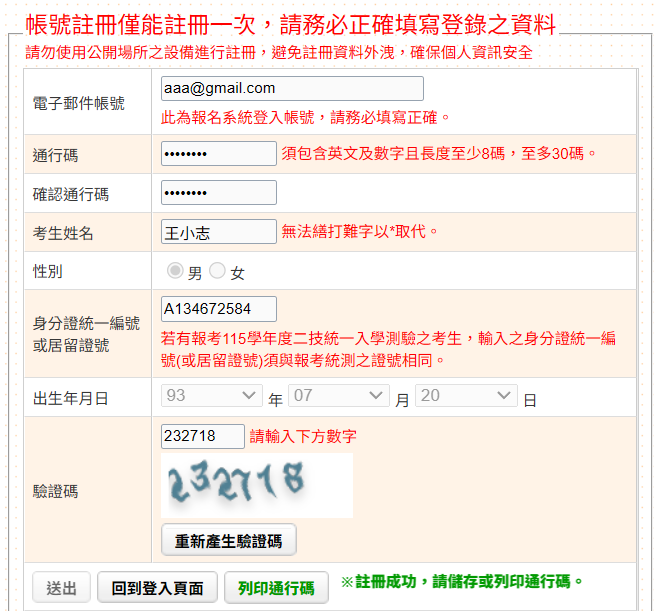 帳號註冊僅能註冊一次，請務必正確填寫登錄之資料
請勿使用公開場所之設備進行註冊，避免註冊資料外洩，確保個人資訊安全
電子郵件帳號
aaa@gmail.com
此為報名系統登入帳號，請務必填寫正確。
通行碼
••••••••
須包含英文及數字且長度至少8碼，至多30碼。
確認通行碼
••••••••
考生姓名
王小志
無法繕打難字以*取代。
性別
男 女
身分證統一編號
或居留證號
A134672584
若有報考115學年度二技統一入學測驗之考生，輸入之身分證統一編
號(或居留證號)須與報考統測之證號相同。
出生年月日
93 年 07 月 20 日
驗證碼
232718
請輸入下方數字
232718
重新產生驗證碼
送出 回到登入頁面 列印通行碼 ※註冊成功，請儲存或列印通行碼。